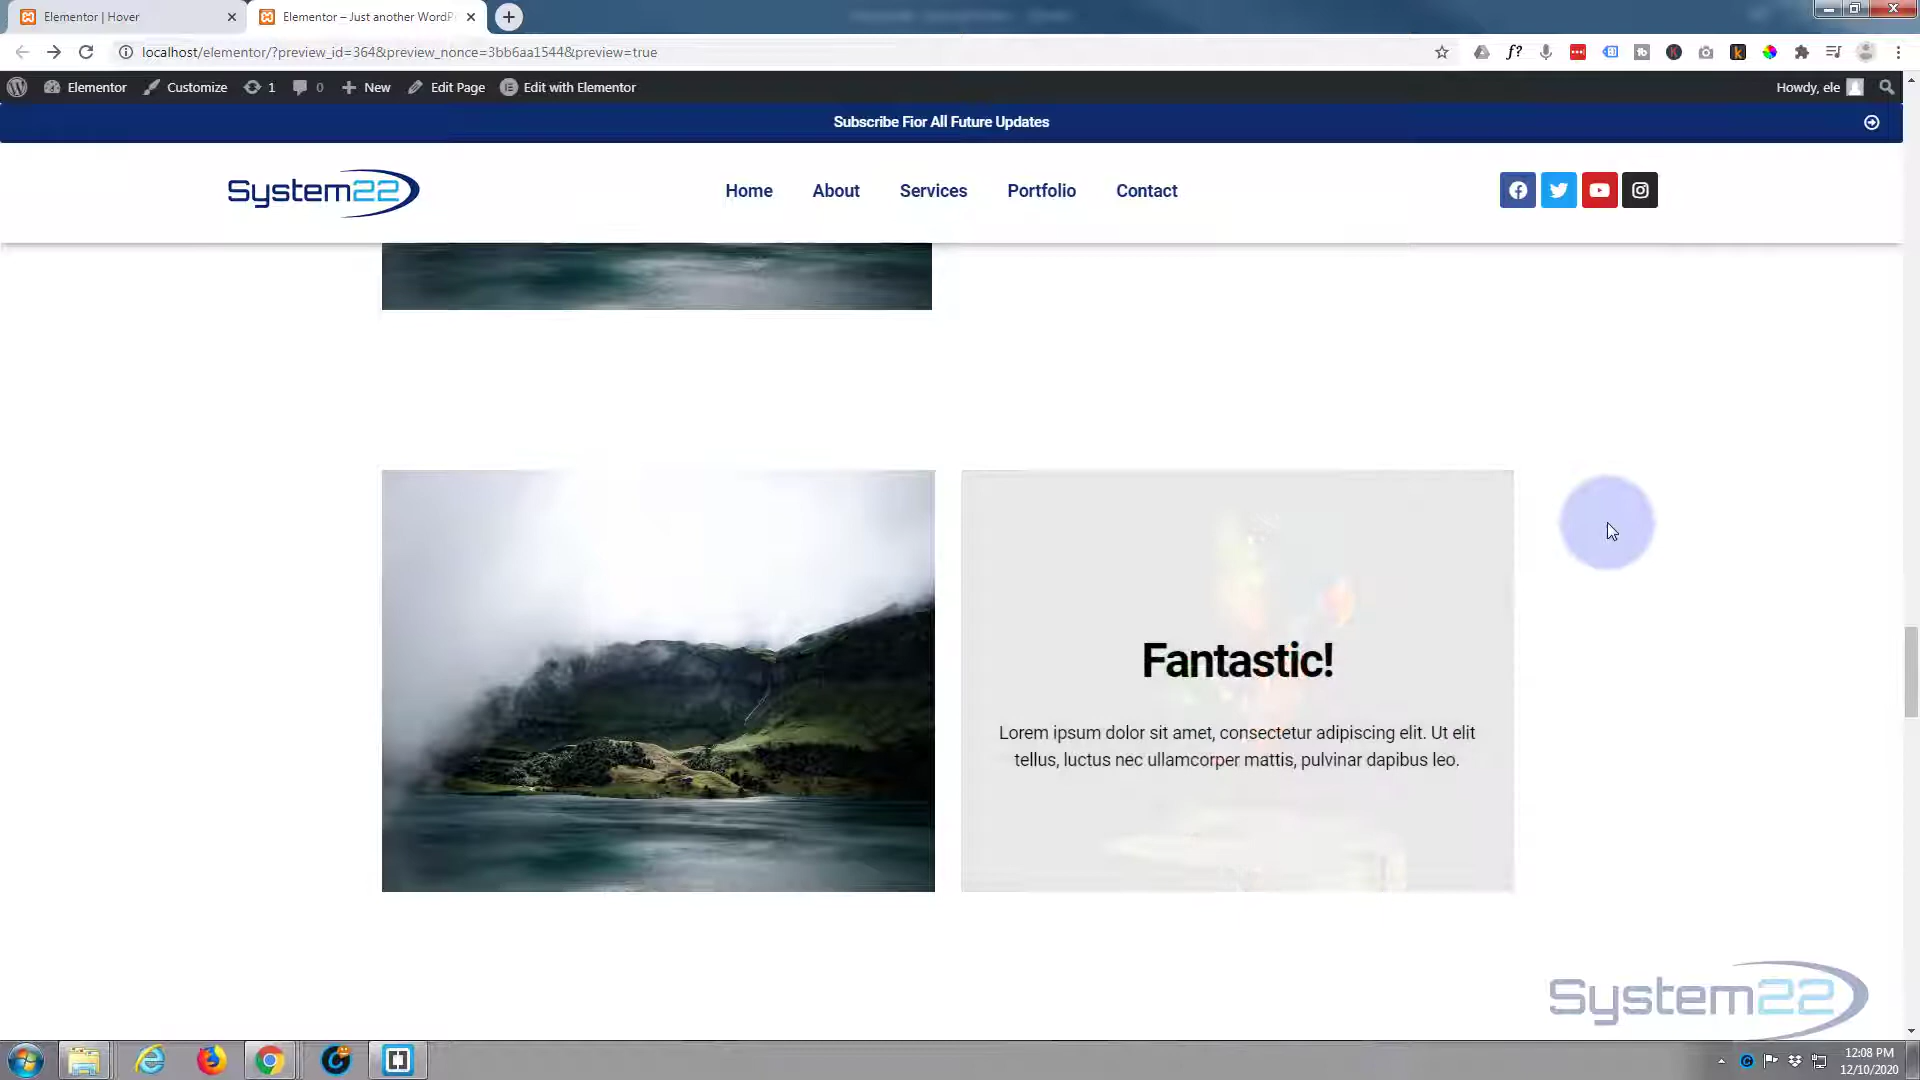 Elementor | Hover
Elementor – Just another WordP
localhost/elementor/?preview_id=364&preview_nonce=3bb6aa1544&preview=true
Elementor Customize 1 0 New Edit Page Edit with Elementor Howdy, ele
Subscribe Fior All Future Updates
System22 Home About Services Portfolio Contact
Fantastic!
Lorem ipsum dolor sit amet, consectetur adipiscing elit. Ut elit
tellus, luctus nec ullamcorper mattis, pulvinar dapibus leo.
System22
12:08 PM
12/10/2020